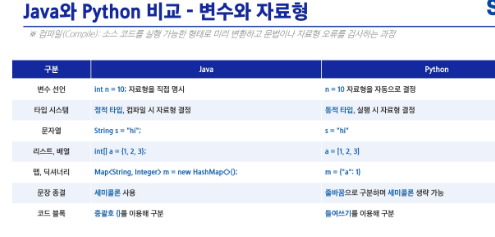 Java와 Python 비교 - 변수와 자료형
S
※ 컴파일(Compile): 소스 코드를 실행 가능한 형태로 미리 변환하고 문법이나 자료형 오류를 검사하는 과정
구분 Java Python
변수 선언 int n = 10; 자료형을 직접 명시 n = 10 자료형을 자동으로 결정
타입 시스템 정적 타입, 컴파일 시 자료형 결정 동적 타입, 실행 시 자료형 결정
문자열 String s = "hi"; s = "hi"
리스트, 배열 int[] a = {1, 2, 3}; a = [1, 2, 3]
맵, 딕셔너리 Map<String, Integer> m = new HashMap<>(); m = {"a": 1}
문장 종결 세미콜론 사용 줄바꿈으로 구분하며 세미콜론 생략 가능
코드 블록 중괄호 {}를 이용해 구분 들여쓰기를 이용해 구분